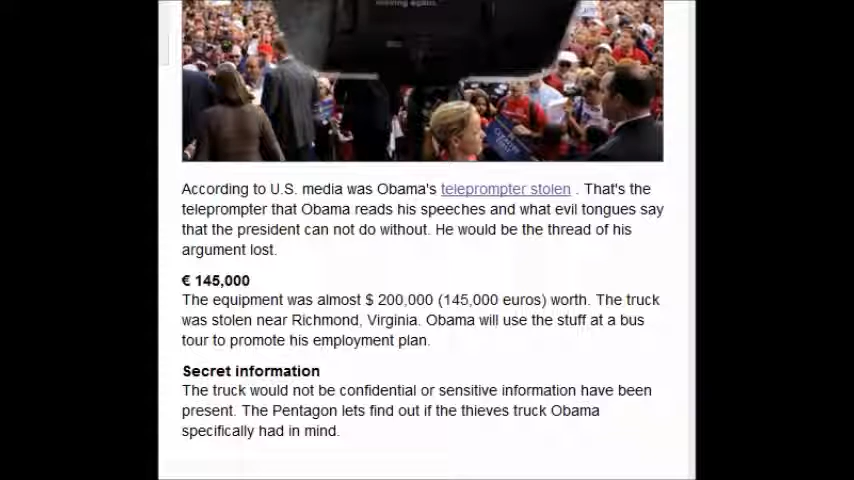 moving again.
According to U.S. media was Obama's teleprompter stolen . That's the
teleprompter that Obama reads his speeches and what evil tongues say
that the president can not do without. He would be the thread of his
argument lost.
€ 145,000
The equipment was almost $ 200,000 (145,000 euros) worth. The truck
was stolen near Richmond, Virginia. Obama will use the stuff at a bus
tour to promote his employment plan.
Secret information
The truck would not be confidential or sensitive information have been
present. The Pentagon lets find out if the thieves truck Obama
specifically had in mind.